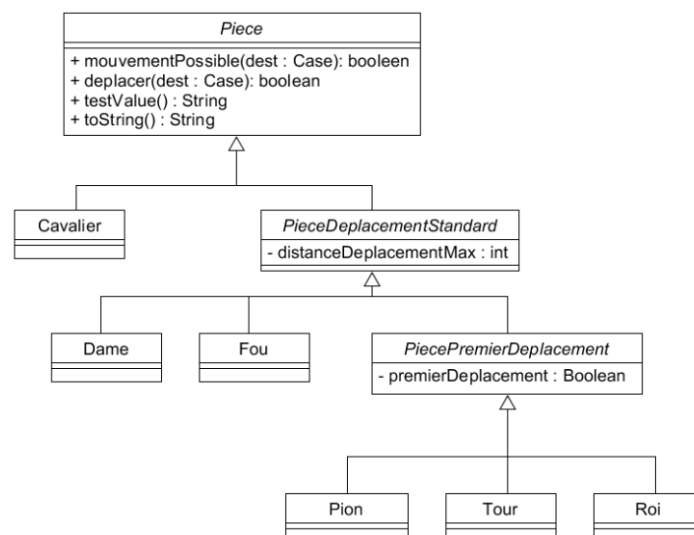 Piece
+ mouvementPossible(dest : Case): booleen
+ deplacer(dest : Case): boolean
+ testValue() : String
+ toString() : String
Cavalier
PieceDeplacementStandard
- distanceDeplacementMax : int
Dame
Fou
PiecePremierDeplacement
- premierDeplacement : Boolean
Pion
Tour
Roi